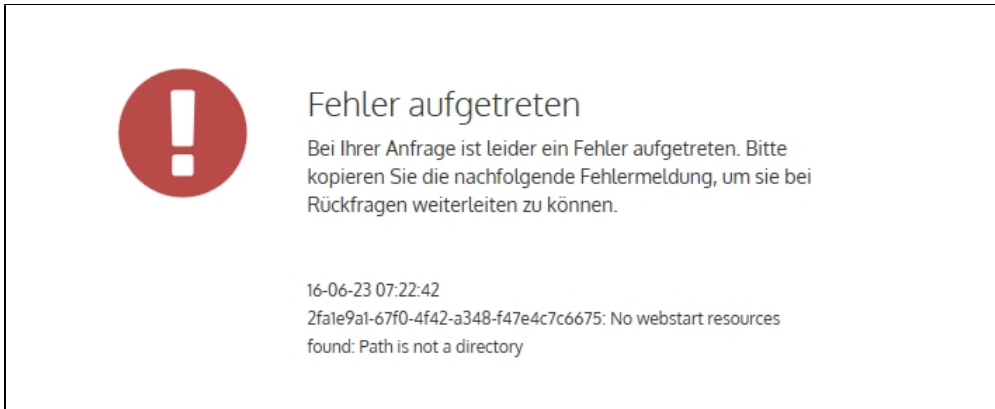 Fehler aufgetreten
Bei Ihrer Anfrage ist leider ein Fehler aufgetreten. Bitte
kopieren Sie die nachfolgende Fehlermeldung, um sie bei
Rückfragen weiterleiten zu können.
16-06-23 07:22:42
2fa1e9a1-67f0-4f42-a348-f47e4c7c6675: No webstart resources
found: Path is not a directory